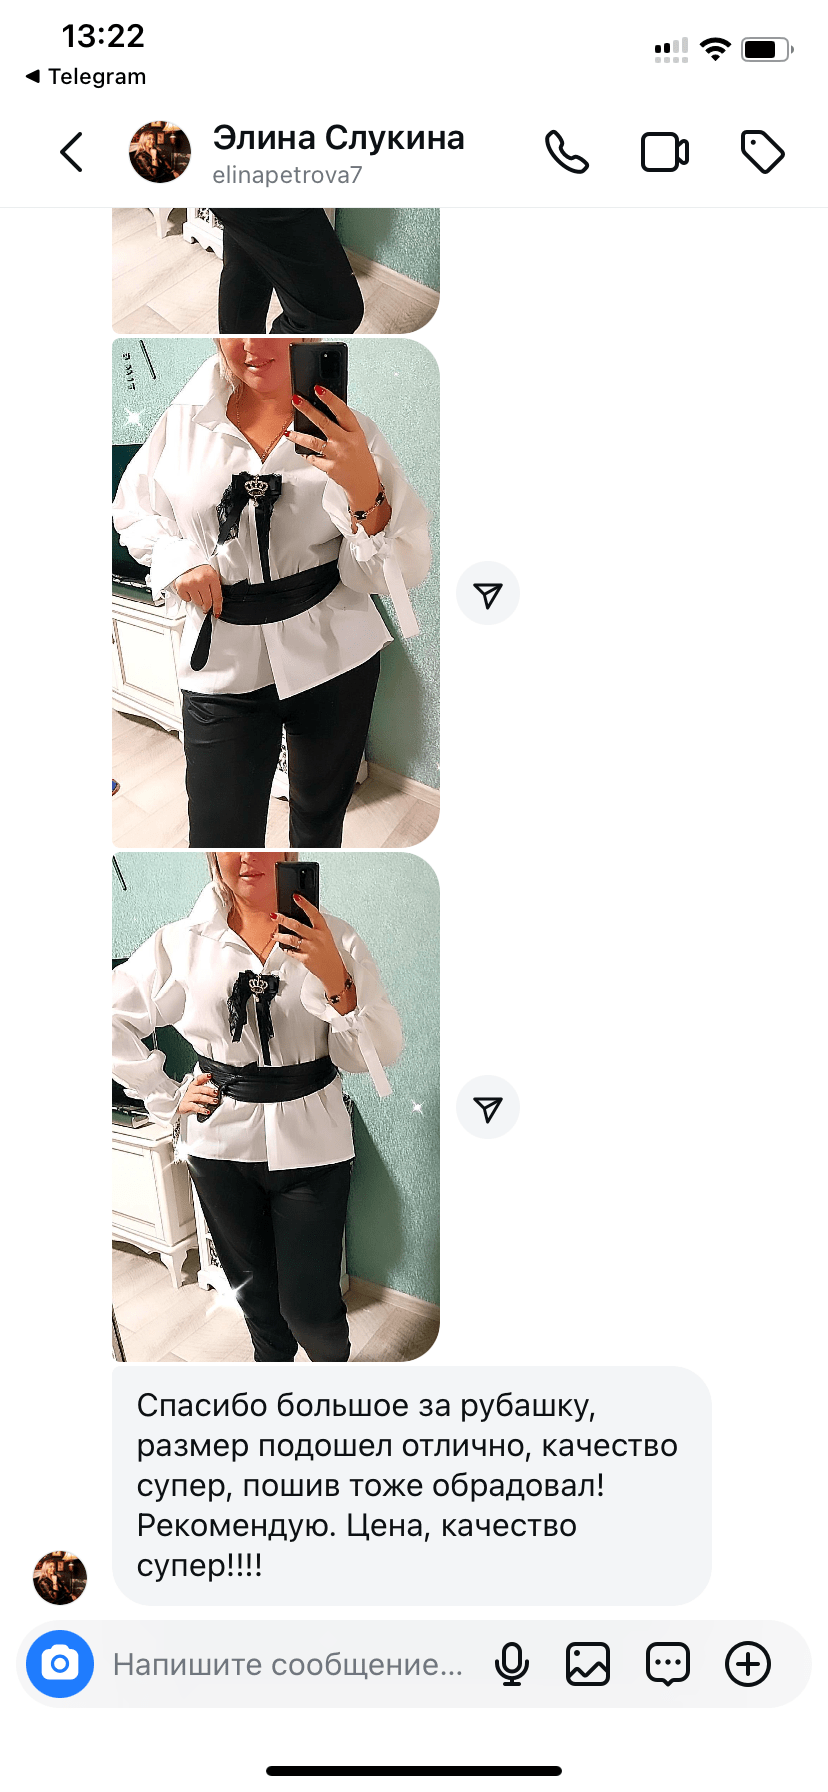 13:22
Telegram
Элина Слукина
elinapetrova7
Спасибо большое за рубашку,
размер подошел отлично, качество
супер, пошив тоже обрадовал!
Рекомендую. Цена, качество
супер!!!!
Напишите сообщение...